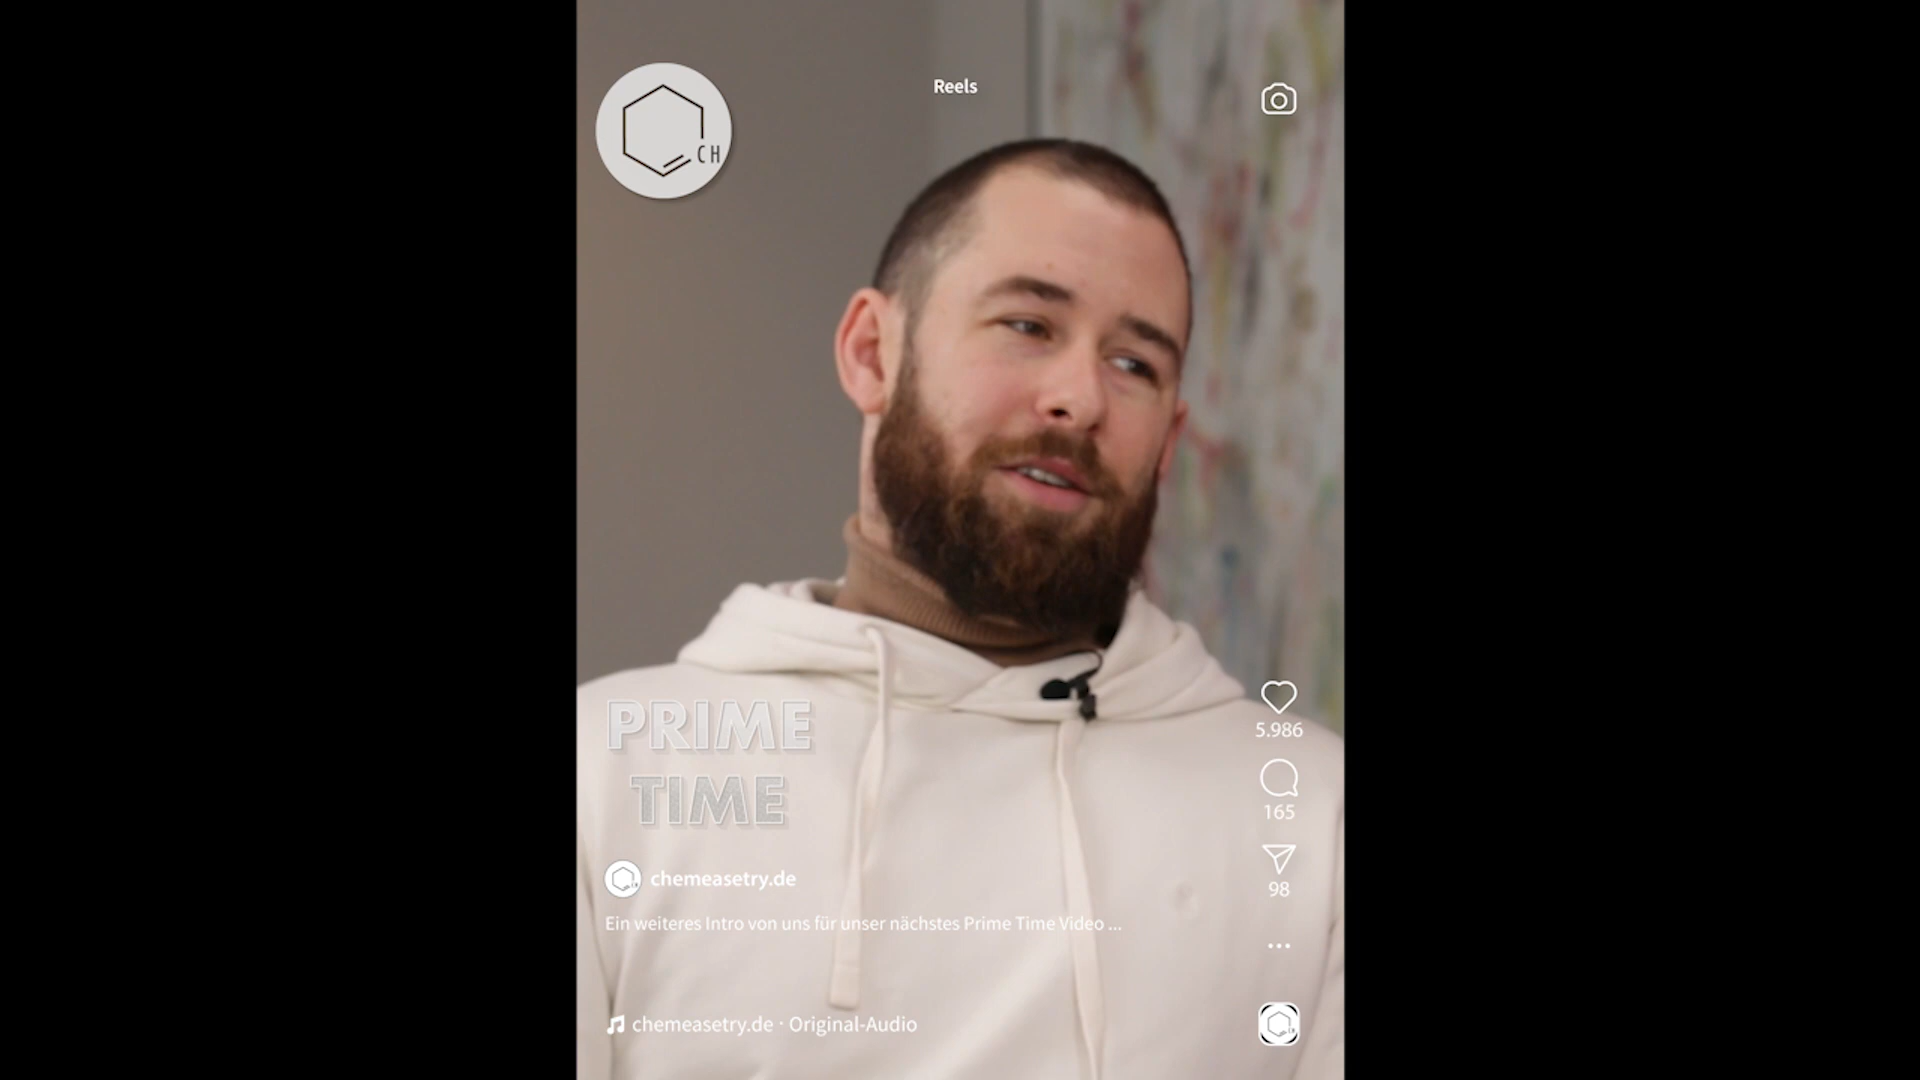 Reels
CH
PRIME
TIME
chemeasetry.de
Ein weiteres Intro von uns für unser nächstes Prime Time Video ...
chemeasetry.de · Original-Audio
5.986
165
98